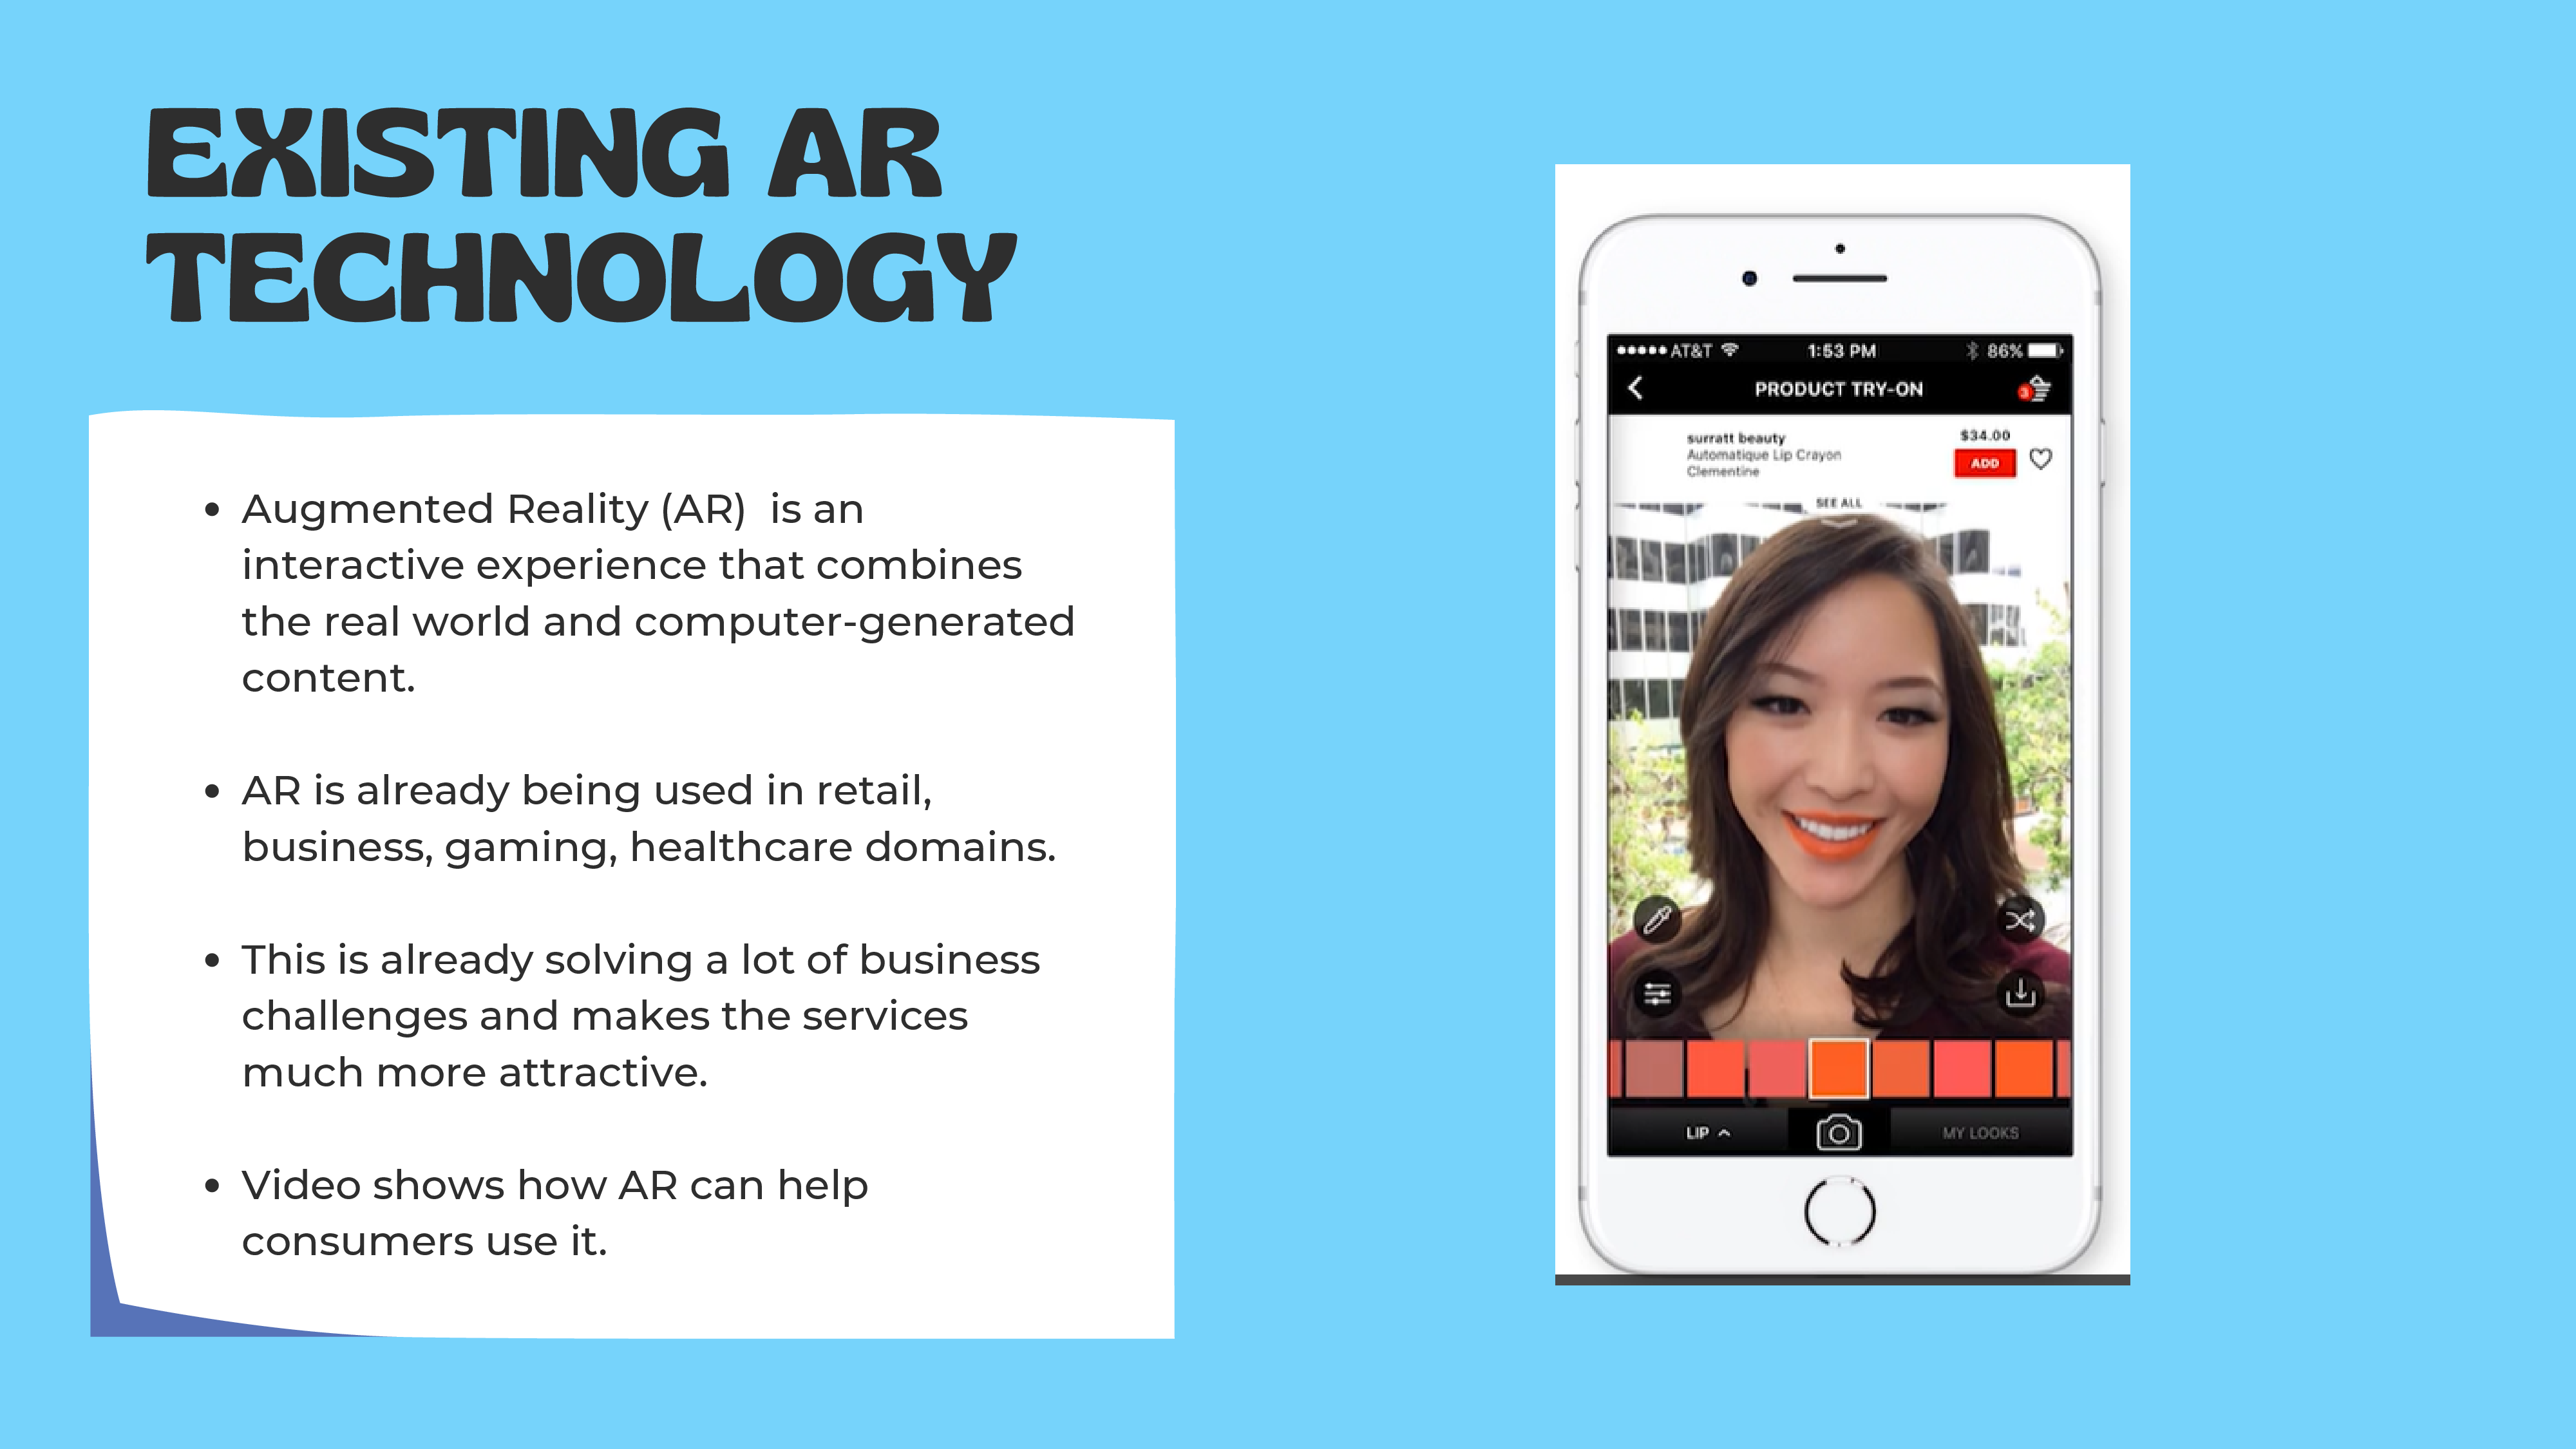 EXISTING AR
TECHNOLOGY
• Augmented Reality (AR)  is an
interactive experience that combines
the real world and computer-generated
content.
• AR is already being used in retail,
business, gaming, healthcare domains.
• This is already solving a lot of business
challenges and makes the services
much more attractive.
• Video shows how AR can help
consumers use it.
AT&T 1:53 PM 86%
PRODUCT TRY-ON 3
surratt beauty $34.00
Automatique Lip Crayon
Clementine
ADD
SEE ALL
LIP MY LOOKS